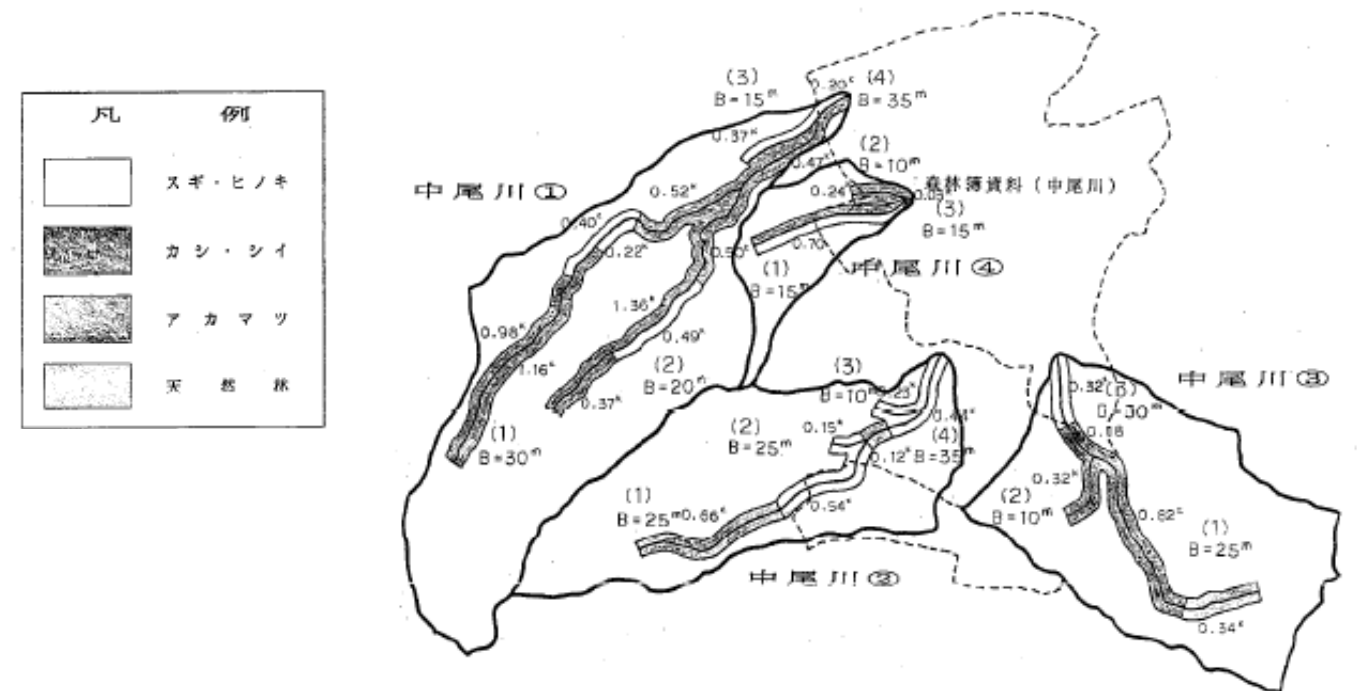 凡 例
スギ・ヒノキ
カシ・シイ
アカマツ
天然林
中尾川①
(3)
B=15m
0.20ᴷ
(4)
B=35m
0.37ᴷ
(2)
B=10m
0.47ᴷ
0.52ᴷ
0.24ᴷ
森林簿資料(中尾川)
(3)
B=15m
0.40ᴷ
0.22ᴷ
0.50ᴷ
0.70
中尾川④
(1)
B=15m
1.36ᴷ
0.98ᴷ
0.49ᴷ
1.16ᴷ
(2)
B=20m
0.37ᴷ
(1)
B=30m
(3)
B=10m
0.15ᴷ
(2)
B=25m
0.12ᴷ
(4)
B=35m
(1)
B=25m
0.66ᴷ
0.54ᴷ
中尾川②
中尾川③
0.32ᴷ
0.32ᴷ
(2)
B=10m
0.82ᴷ
(1)
B=25m
0.34ᴷ